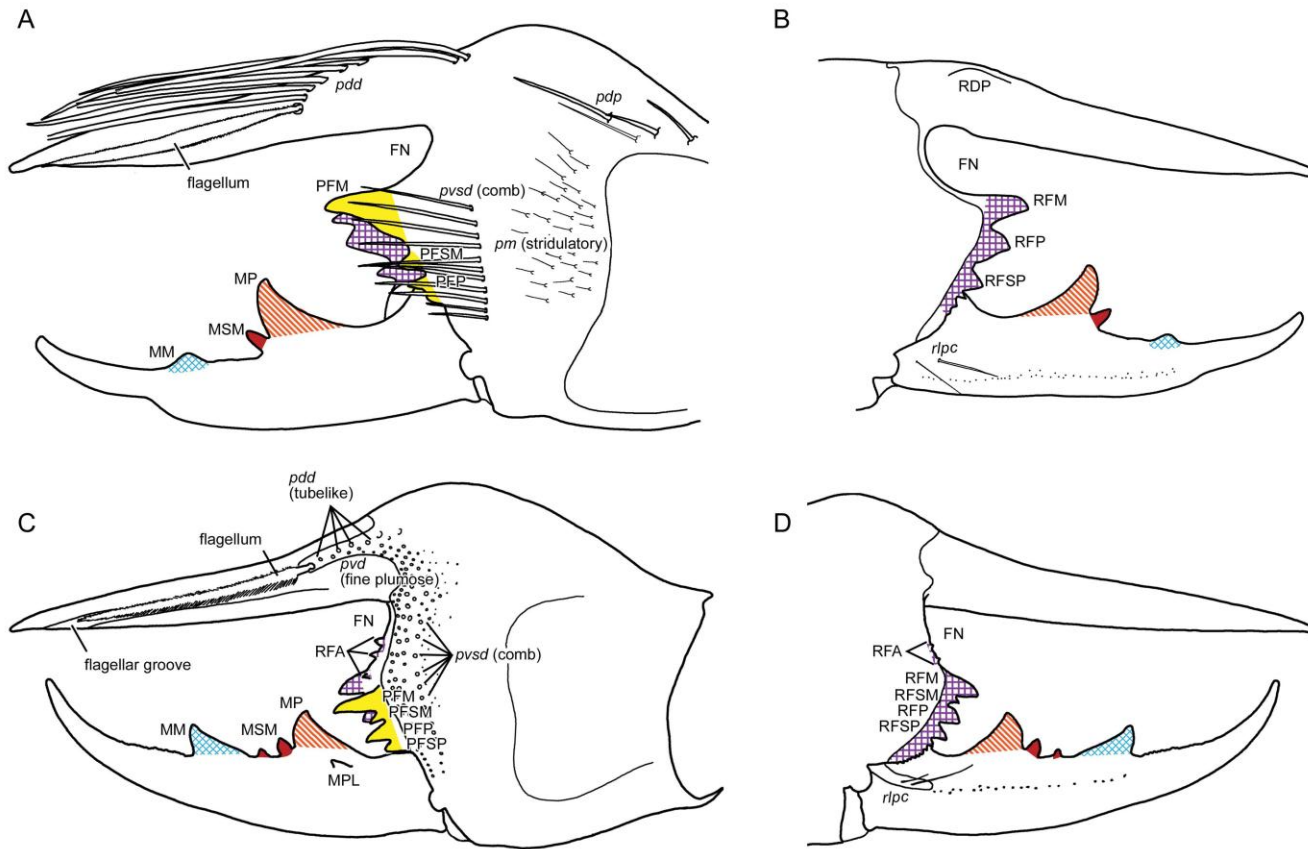 A
pdd
flagellum
FN
PFM
pvsd (comb)
pdp
pm (stridulatory)
PFSM
PFP
MP
MSM
MM
B
RDP
FN
RFM
RFP
RFSP
rlpc
C
pdd
(tubelike)
flagellum
pvd
(fine plumose)
FN
RFA
pvsd (comb)
flagellar groove
PFM
PFSM
PFP
PFSP
MP
MSM
MM
MPL
D
FN
RFA
RFM
RFSM
RFP
RFSP
rlpc